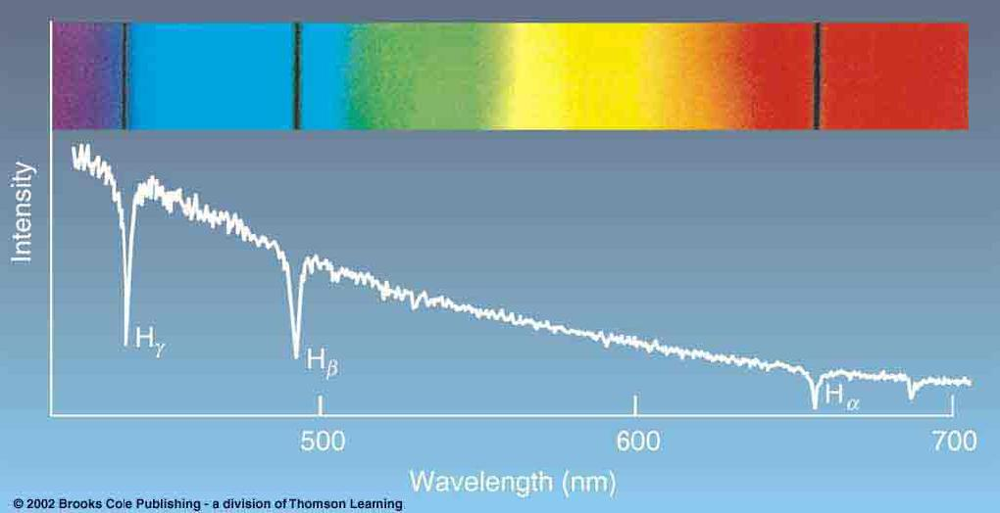 Intensity
Hγ
Hβ
Hα
500 600 700
Wavelength (nm)
© 2002 Brooks Cole Publishing - a division of Thomson Learning